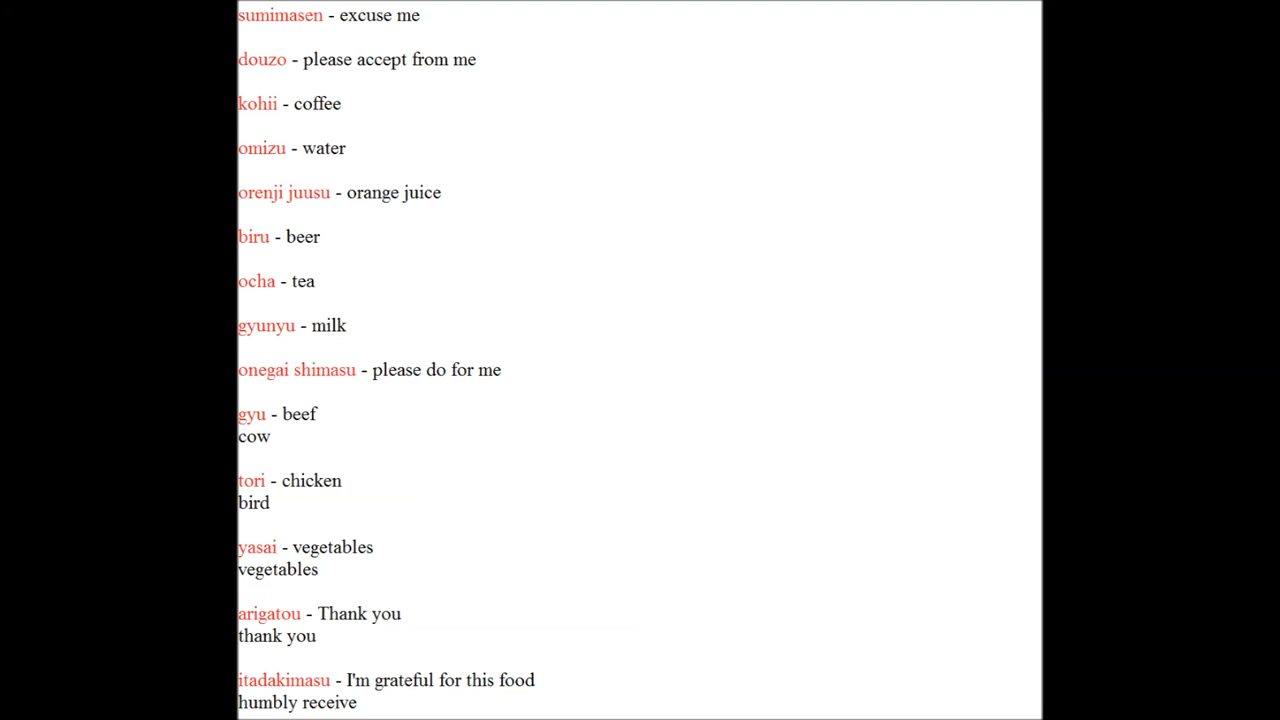 sumimasen - excuse me
douzo - please accept from me
kohii - coffee
omizu - water
orenji juusu - orange juice
biru - beer
ocha - tea
gyunyu - milk
onegai shimasu - please do for me
gyu - beef
cow
tori - chicken
bird
yasai - vegetables
vegetables
arigatou - Thank you
thank you
itadakimasu - I'm grateful for this food
humbly receive